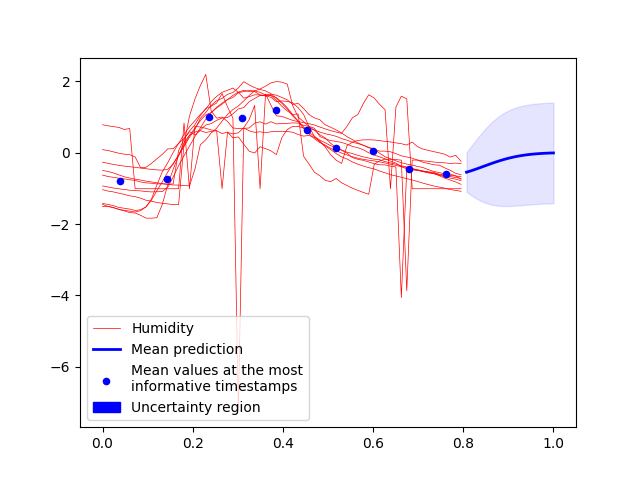 2
0
−2
−4
−6
Humidity
Mean prediction
Mean values at the most
informative timestamps
Uncertainty region
0.0 0.2 0.4 0.6 0.8 1.0